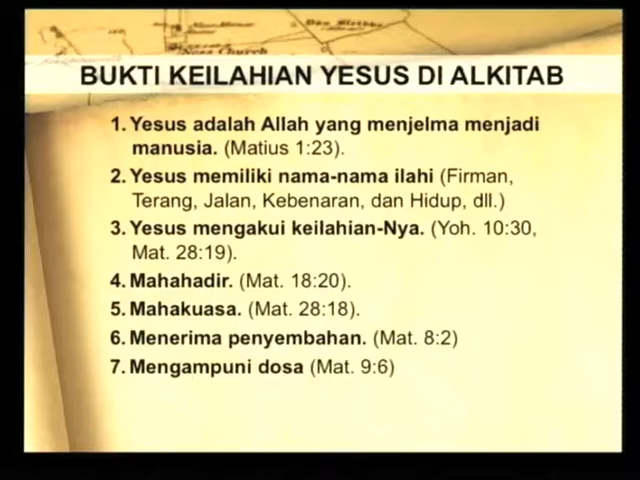 BUKTI KEILAHIAN YESUS DI ALKITAB
1. Yesus adalah Allah yang menjelma menjadi
manusia. (Matius 1:23).
2. Yesus memiliki nama-nama ilahi (Firman,
Terang, Jalan, Kebenaran, dan Hidup, dll.)
3. Yesus mengakui keilahian-Nya. (Yoh. 10:30,
Mat. 28:19).
4. Mahahadir. (Mat. 18:20).
5. Mahakuasa. (Mat. 28:18).
6. Menerima penyembahan. (Mat. 8:2)
7. Mengampuni dosa (Mat. 9:6)